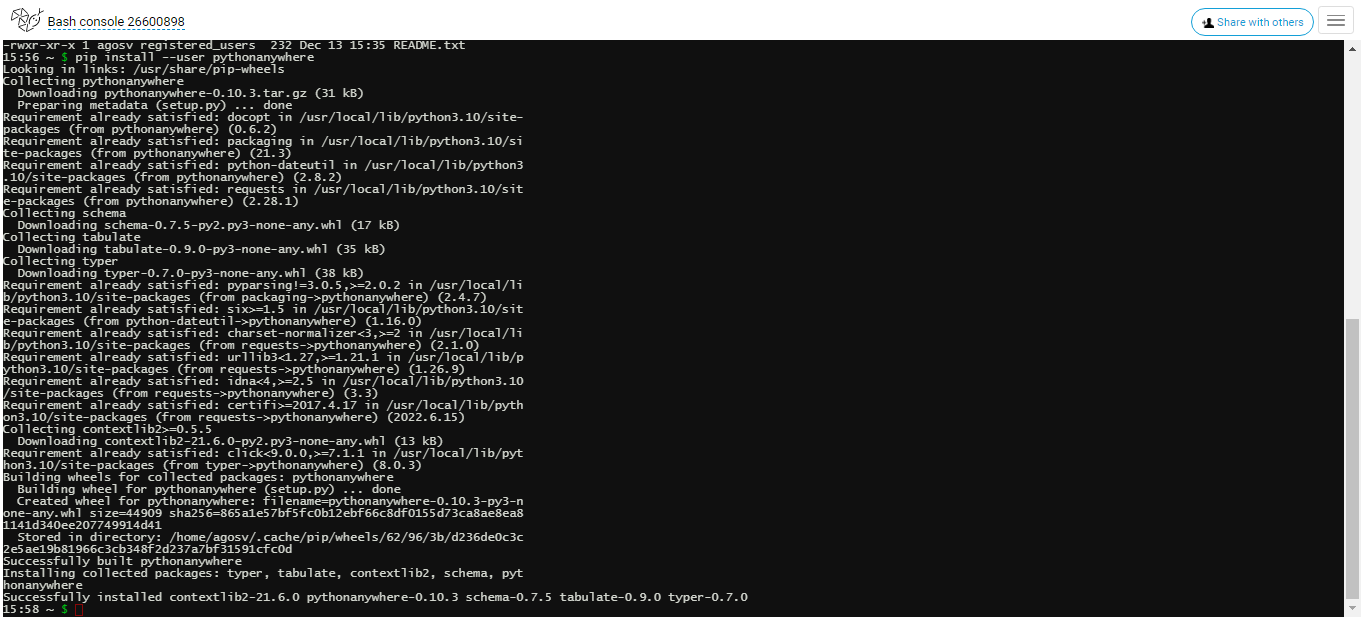 Bash console 26600898
Share with others
-rwxr-xr-x 1 agosv registered_users  232 Dec 13 15:35 README.txt
15:56 ~ $ pip install --user pythonanywhere
Looking in links: /usr/share/pip-wheels
Collecting pythonanywhere
  Downloading pythonanywhere-0.10.3.tar.gz (31 kB)
  Preparing metadata (setup.py) ... done
Requirement already satisfied: docopt in /usr/local/lib/python3.10/site-
packages (from pythonanywhere) (0.6.2)
Requirement already satisfied: packaging in /usr/local/lib/python3.10/si
te-packages (from pythonanywhere) (21.3)
Requirement already satisfied: python-dateutil in /usr/local/lib/python3
.10/site-packages (from pythonanywhere) (2.8.2)
Requirement already satisfied: requests in /usr/local/lib/python3.10/sit
e-packages (from pythonanywhere) (2.28.1)
Collecting schema
  Downloading schema-0.7.5-py2.py3-none-any.whl (17 kB)
Collecting tabulate
  Downloading tabulate-0.9.0-py3-none-any.whl (35 kB)
Collecting typer
  Downloading typer-0.7.0-py3-none-any.whl (38 kB)
Requirement already satisfied: pyparsing!=3.0.5,>=2.0.2 in /usr/local/li
b/python3.10/site-packages (from packaging->pythonanywhere) (2.4.7)
Requirement already satisfied: six>=1.5 in /usr/local/lib/python3.10/sit
e-packages (from python-dateutil->pythonanywhere) (1.16.0)
Requirement already satisfied: charset-normalizer<3,>=2 in /usr/local/li
b/python3.10/site-packages (from requests->pythonanywhere) (2.1.0)
Requirement already satisfied: urllib3<1.27,>=1.21.1 in /usr/local/lib/p
ython3.10/site-packages (from requests->pythonanywhere) (1.26.9)
Requirement already satisfied: idna<4,>=2.5 in /usr/local/lib/python3.10
/site-packages (from requests->pythonanywhere) (3.3)
Requirement already satisfied: certifi>=2017.4.17 in /usr/local/lib/pyth
on3.10/site-packages (from requests->pythonanywhere) (2022.6.15)
Collecting contextlib2>=0.5.5
  Downloading contextlib2-21.6.0-py2.py3-none-any.whl (13 kB)
Requirement already satisfied: click<9.0.0,>=7.1.1 in /usr/local/lib/pyt
hon3.10/site-packages (from typer->pythonanywhere) (8.0.3)
Building wheels for collected packages: pythonanywhere
  Building wheel for pythonanywhere (setup.py) ... done
  Created wheel for pythonanywhere: filename=pythonanywhere-0.10.3-py3-n
one-any.whl size=44909 sha256=865a1e57bf5fc0b12ebf66c8df0155d73ca8ae8ea8
1141d340ee207749914d41
  Stored in directory: /home/agosv/.cache/pip/wheels/62/96/3b/d236de0c3c
2e5ae19b81966c3cb348f2d237a7bf31591cfc0d
Successfully built pythonanywhere
Installing collected packages: typer, tabulate, contextlib2, schema, pyt
honanywhere
Successfully installed contextlib2-21.6.0 pythonanywhere-0.10.3 schema-0.7.5 tabulate-0.9.0 typer-0.7.0
15:58 ~ $